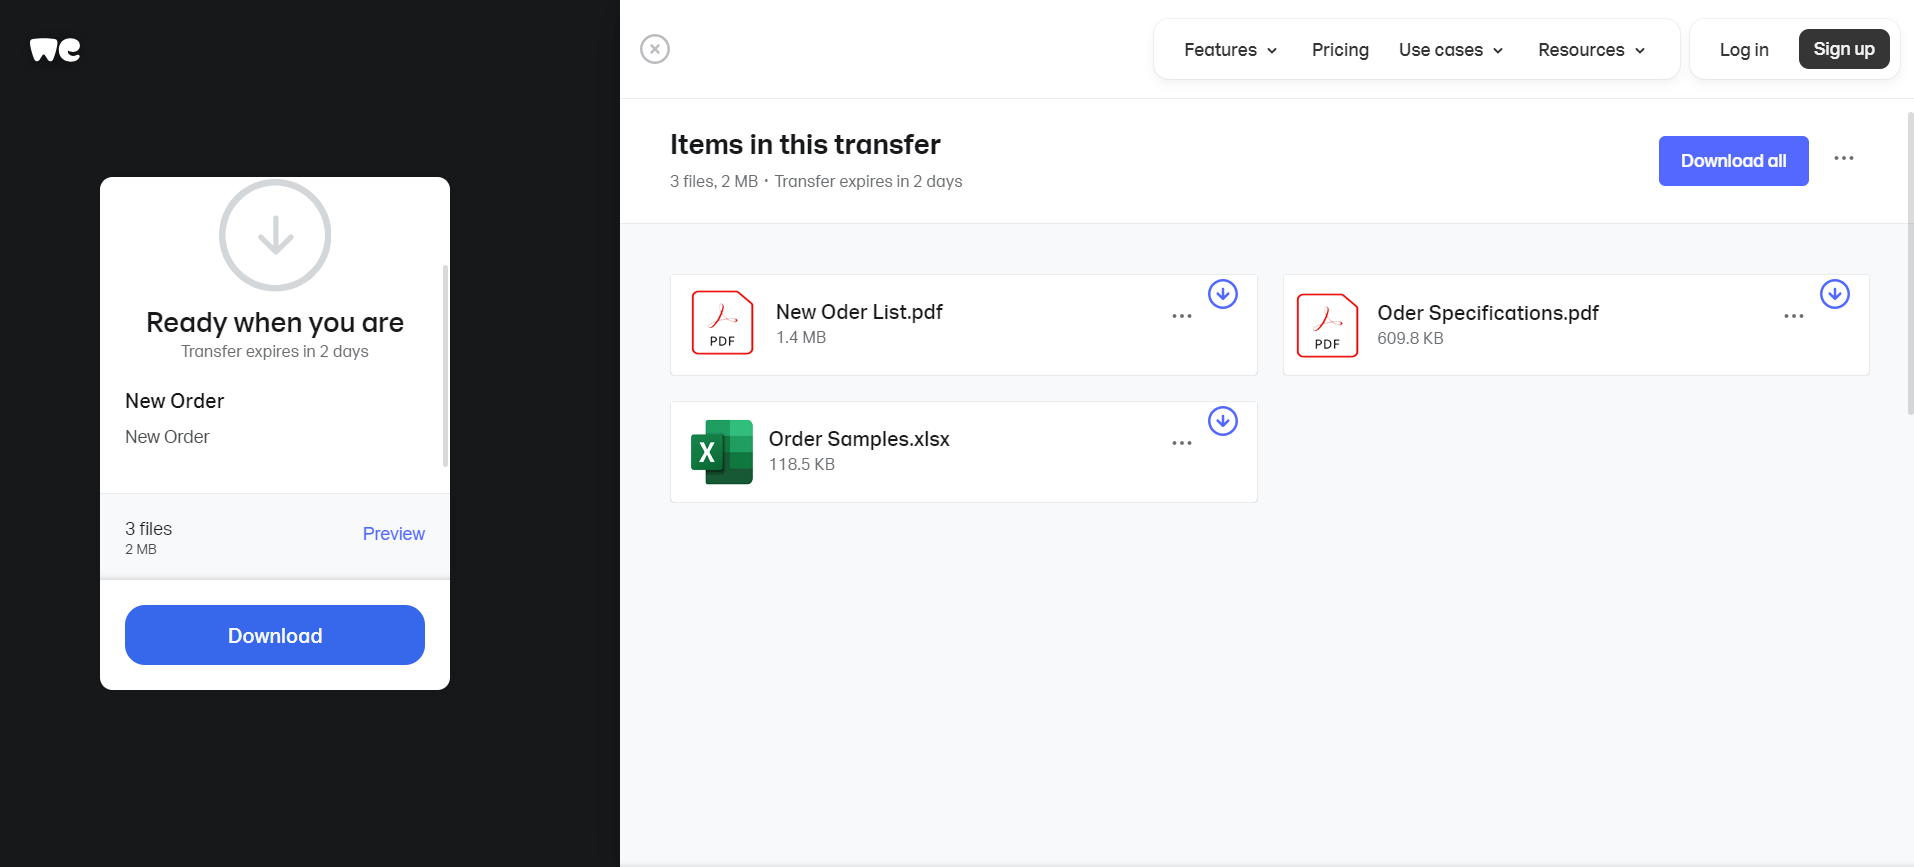 we
Features
Pricing
Use cases
Resources
Log in
Sign up
Items in this transfer
3 files, 2 MB · Transfer expires in 2 days
Download all
Ready when you are
Transfer expires in 2 days
New Order
New Order
3 files
2 MB
Preview
Download
PDF
New Oder List.pdf
1.4 MB
PDF
Oder Specifications.pdf
609.8 KB
X
Order Samples.xlsx
118.5 KB